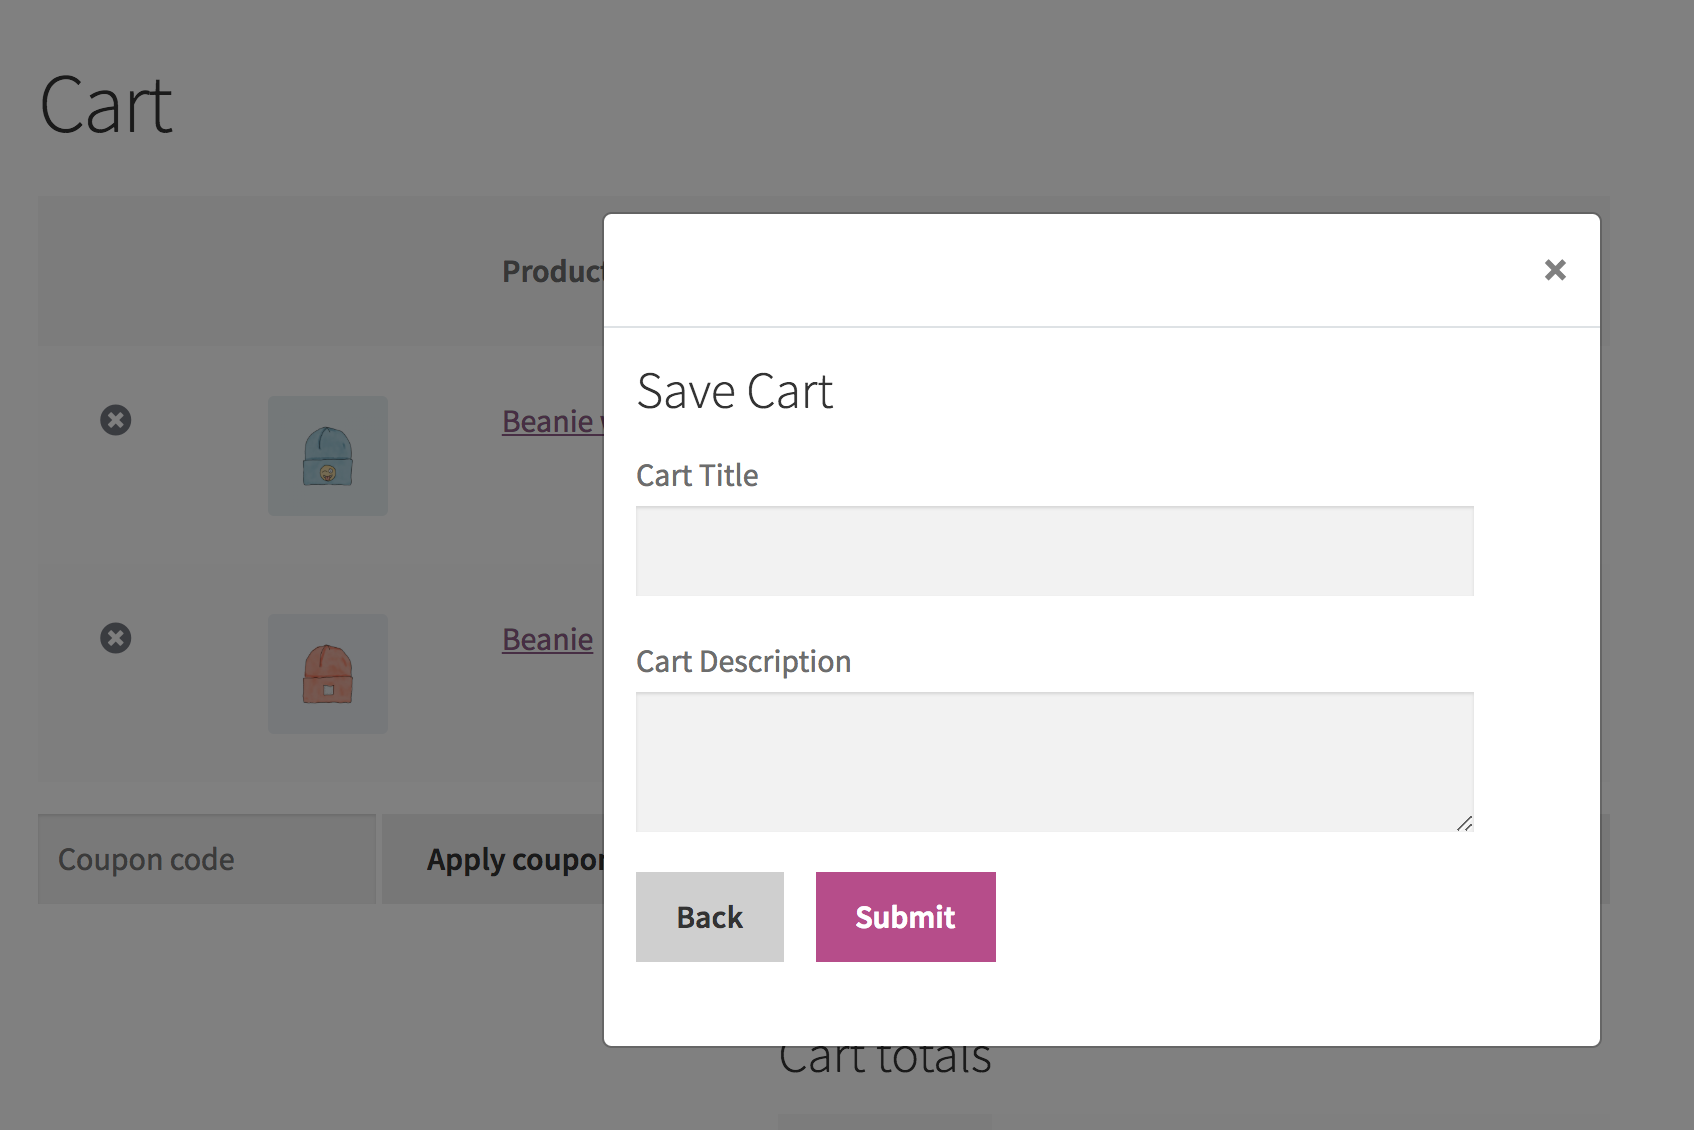 Cart
Product
Save Cart
Cart Title
Beanie
Cart Description
Beanie
Coupon code
Apply coupon
Back
Submit
Cart totals